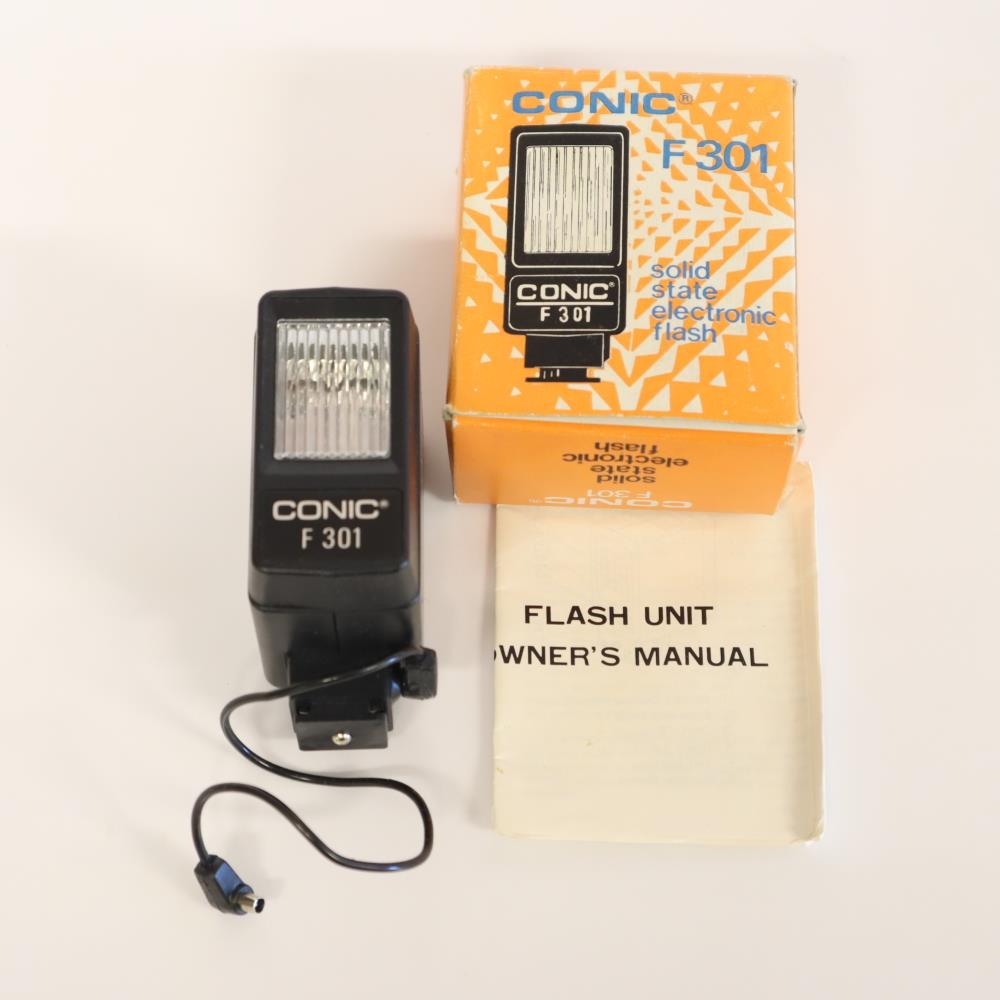 CONIC®
F 301
CONIC®
F 301
solid
state
electronic
flash
solid
state
electronic
flash
CONIC®
F 301
CONIC®
F 301
FLASH UNIT
WNER'S MANUAL